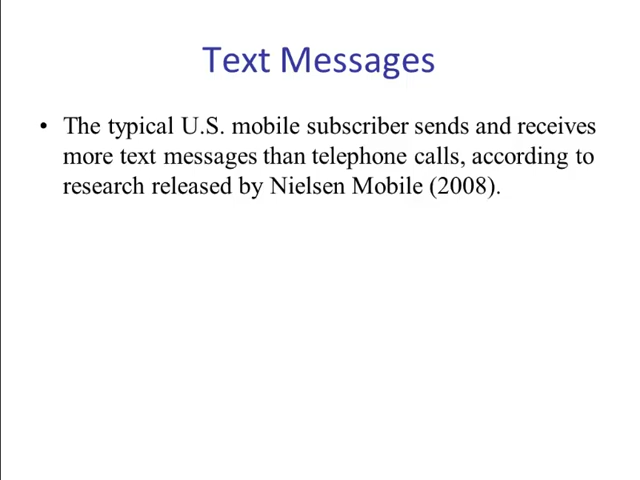 Text Messages
• The typical U.S. mobile subscriber sends and receives
more text messages than telephone calls, according to
research released by Nielsen Mobile (2008).